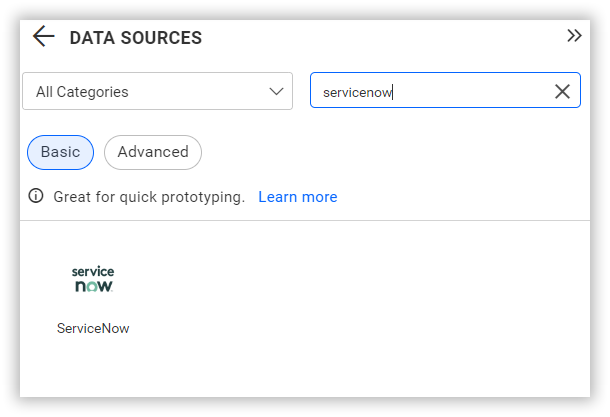 DATA SOURCES
All Categories
servicenow
Basic Advanced
Great for quick prototyping. Learn more
service
now
ServiceNow